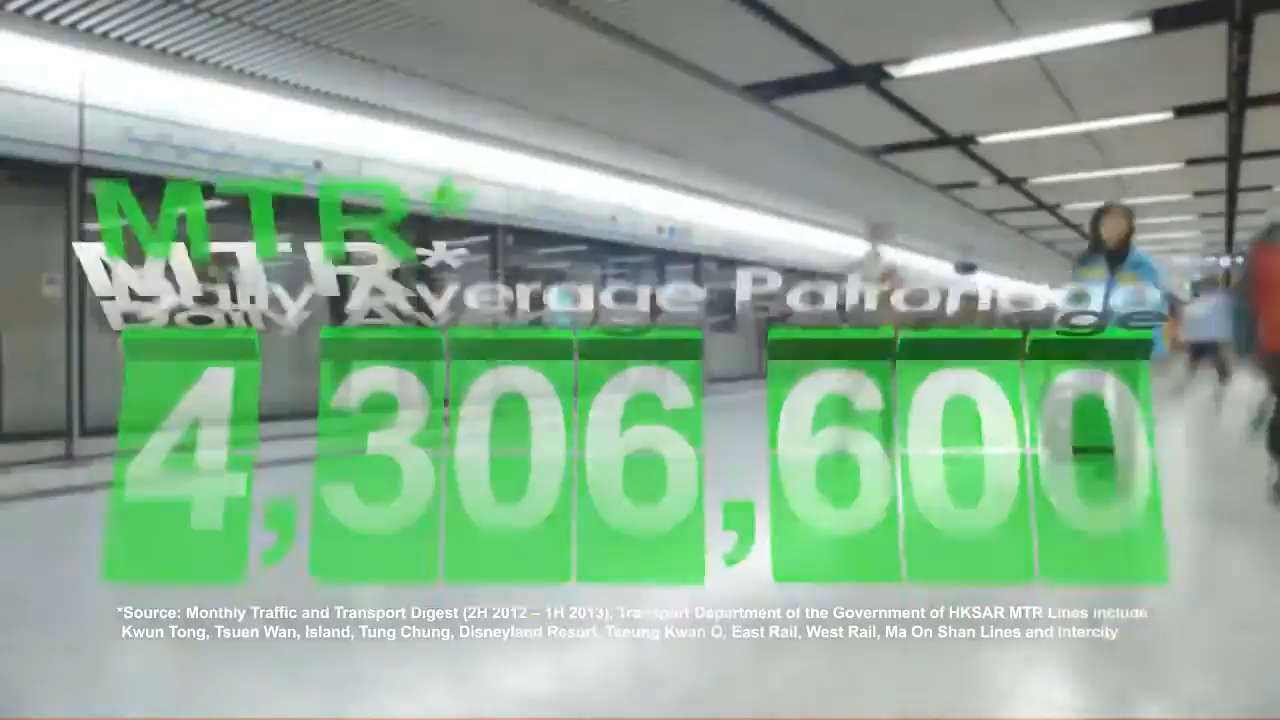 MTR*
MTR*
Daily Average Patronage
4,306,600
*Source: Monthly Traffic and Transport Digest (2H 2012 – 1H 2013), Transport Department of the Government of HKSAR MTR Lines include
Kwun Tong, Tsuen Wan, Island, Tung Chung, Disneyland Resort, Tseung Kwan O, East Rail, West Rail, Ma On Shan Lines and Intercity